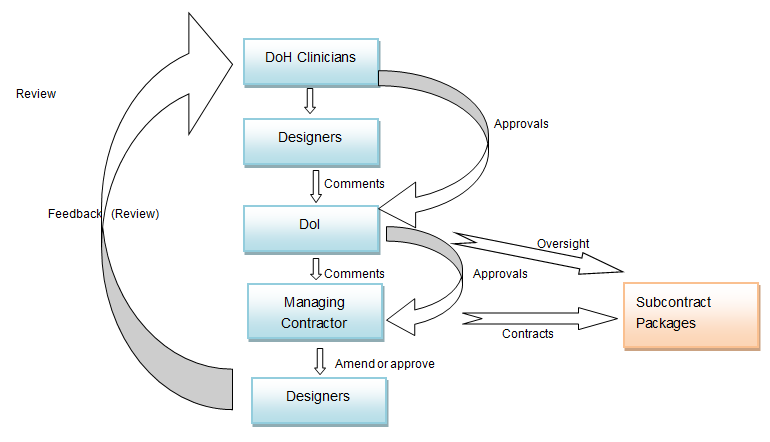 DoH Clinicians
Review
Approvals
Designers
Comments
Feedback (Review)
DoI
Oversight
Comments
Approvals
Managing
Contractor
Subcontract
Packages
Contracts
Amend or approve
Designers